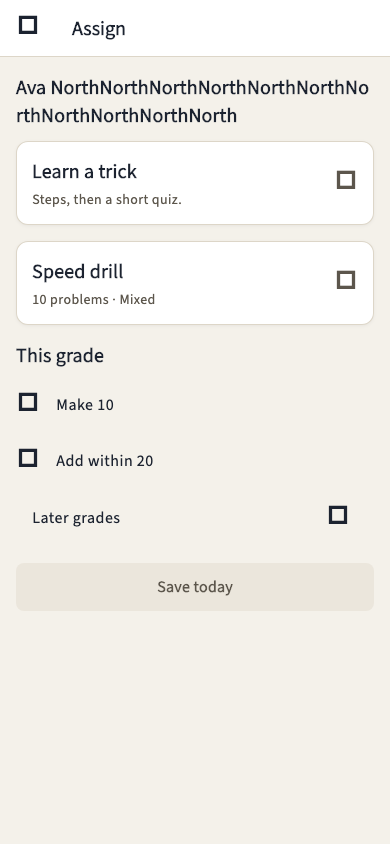 Assign
Ava NorthNorthNorthNorthNorthNorthNo
rthNorthNorthNorthNorth
Learn a trick
Steps, then a short quiz.
Speed drill
10 problems · Mixed
This grade
Make 10
Add within 20
Later grades
Save today